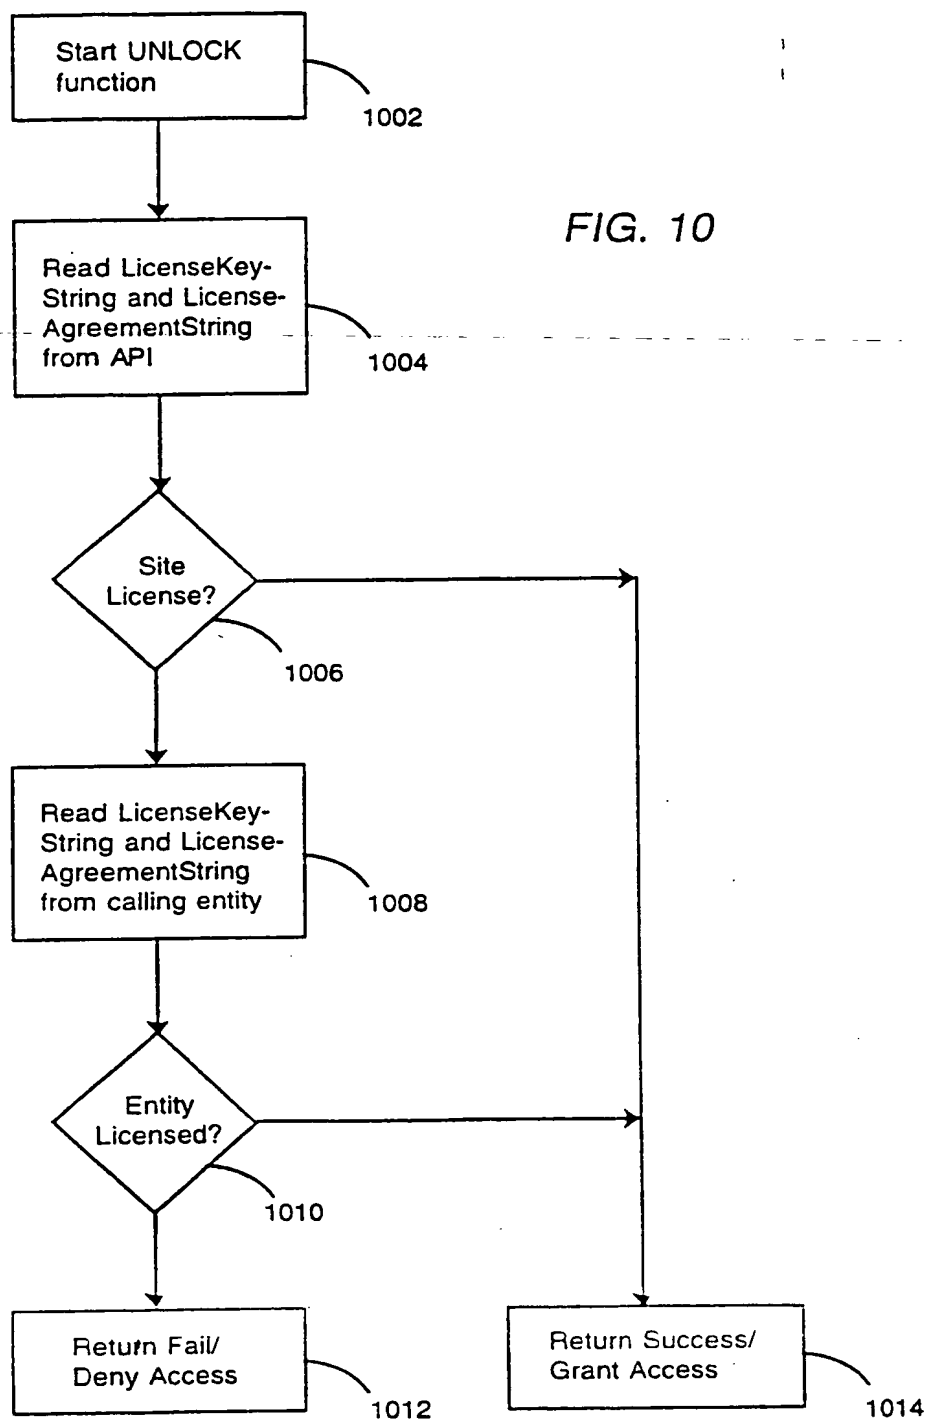 Start UNLOCK
function
1002
FIG. 10
Read LicenseKey-
String and License-
AgreementString
from API
1004
Site
License?
1006
Read LicenseKey-
String and License-
AgreementString
from calling entity
1008
Entity
Licensed?
1010
Return Fail/
Deny Access
1012
Return Success/
Grant Access
1014